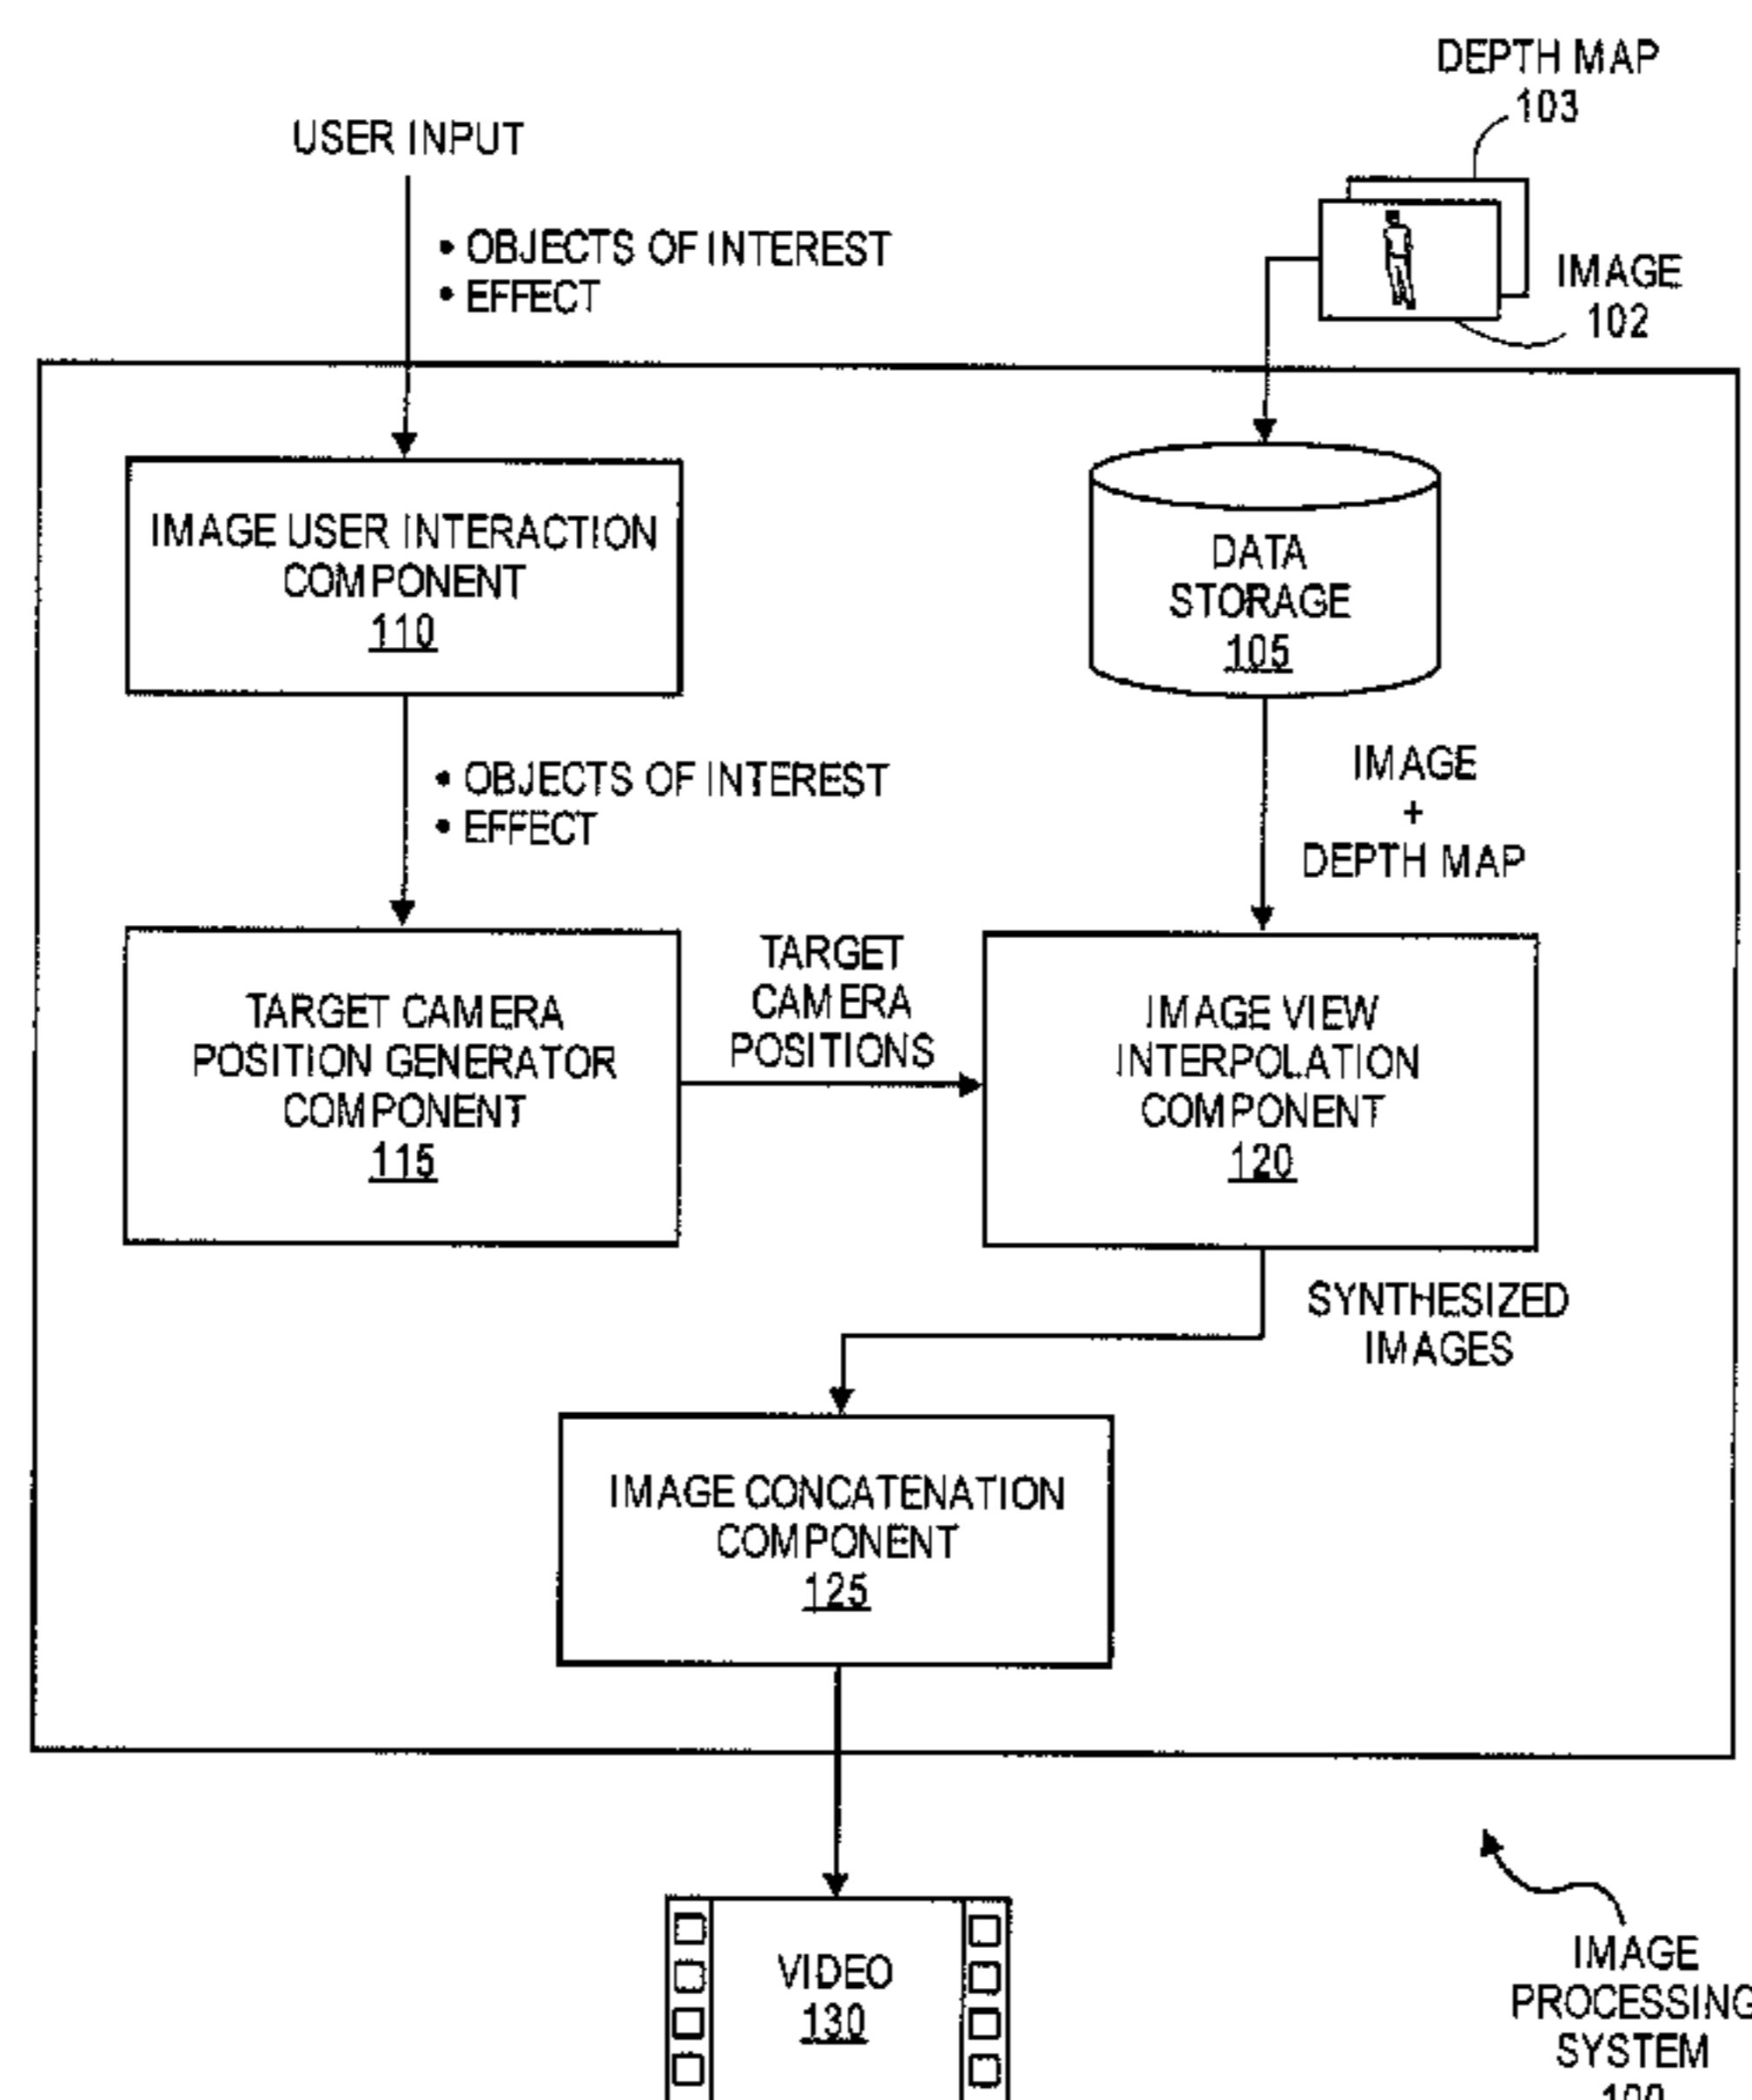 DEPTH MAP
103
USER INPUT
• OBJECTS OF INTEREST
• EFFECT
IMAGE
102
IMAGE USER INTERACTION
COMPONENT
110
DATA
STORAGE
105
• OBJECTS OF INTEREST
• EFFECT
IMAGE
+
DEPTH MAP
TARGET CAMERA
POSITION GENERATOR
COMPONENT
115
TARGET
CAMERA
POSITIONS
IMAGE VIEW
INTERPOLATION
COMPONENT
120
SYNTHESIZED
IMAGES
IMAGE CONCATENATION
COMPONENT
125
VIDEO
130
IMAGE
PROCESSING
SYSTEM